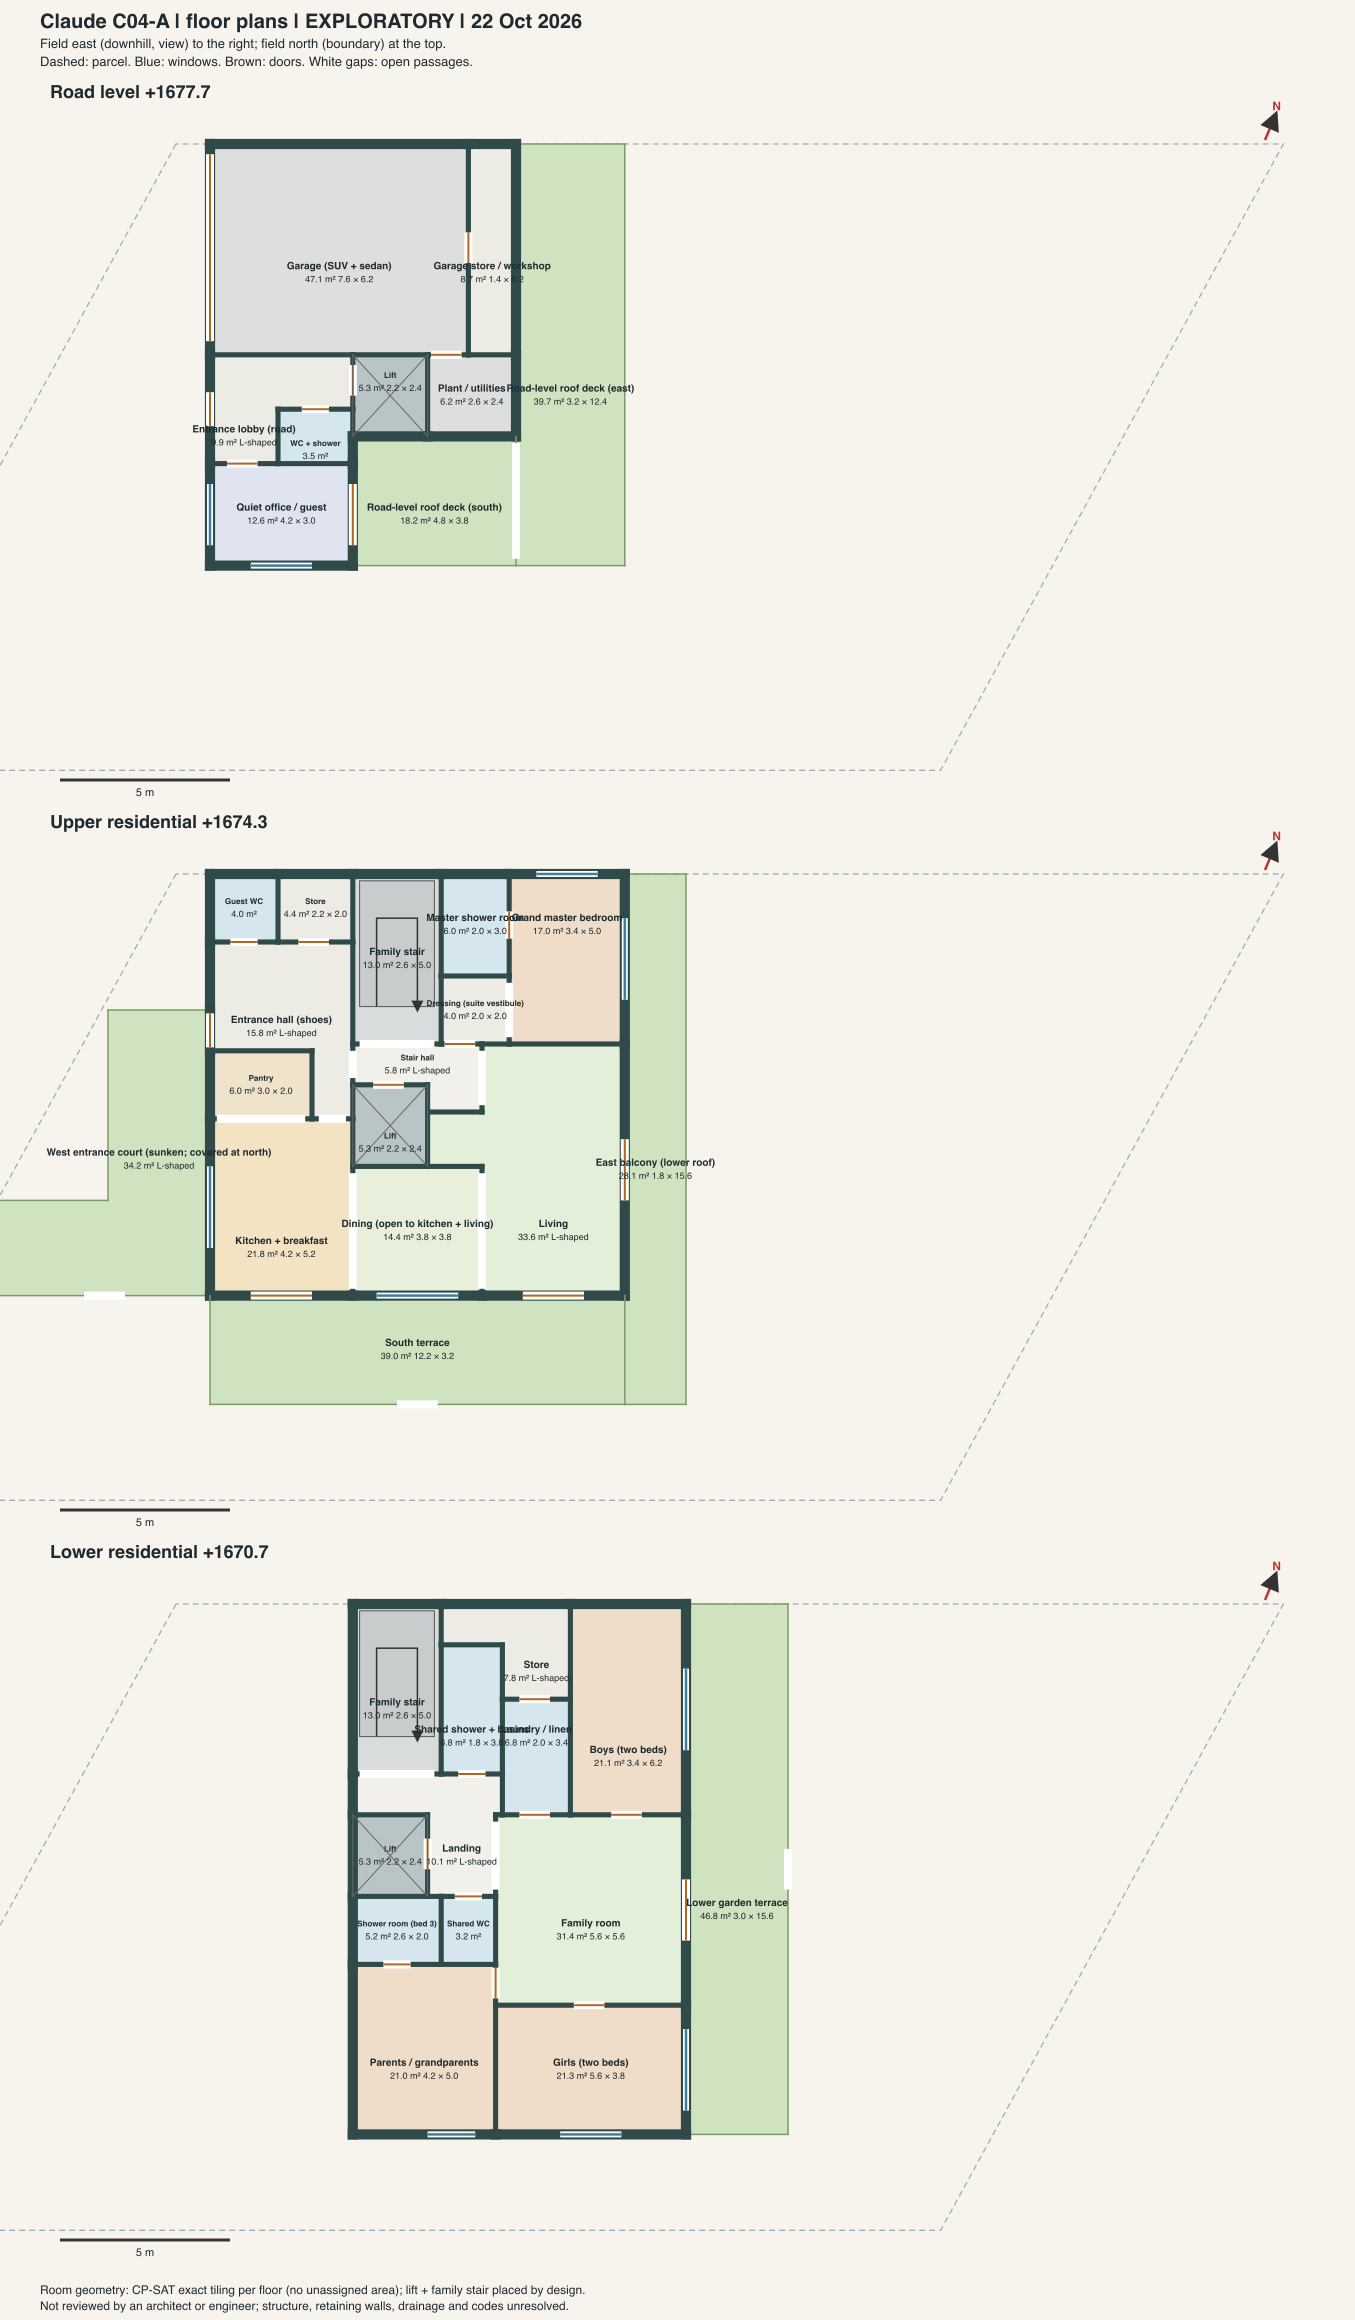 Claude C04-A | floor plans | EXPLORATORY | 22 Oct 2026
Field east (downhill, view) to the right; field north (boundary) at the top.
Dashed: parcel. Blue: windows. Brown: doors. White gaps: open passages.
Road level +1677.7
N
Garage (SUV + sedan)
47.1 m² 7.6 × 6.2
Garage store / workshop
m² 1.4 ×
Lift
5.3 m² 2.2 × 2.4
Plant / utilities
6.2 m² 2.6 × 2.4
Road-level roof deck (east)
39.7 m² 3.2 × 12.4
Entrance lobby (road)
m² L-shaped
WC + shower
3.5 m²
Quiet office / guest
12.6 m² 4.2 × 3.0
Road-level roof deck (south)
18.2 m² 4.8 × 3.8
5 m
Upper residential +1674.3
N
Guest WC
4.0 m²
Store
4.4 m² 2.2 × 2.0
Family stair
13.0 m² 2.6 × 5.0
Master shower room
6.0 m² 2.0 × 3.0
Grand master bedroom
17.0 m² 3.4 × 5.0
Dressing (suite vestibule)
4.0 m² 2.0 × 2.0
Entrance hall (shoes)
15.8 m² L-shaped
Stair hall
5.8 m² L-shaped
Pantry
6.0 m² 3.0 × 2.0
Lift
5.3 m² 2.2 × 2.4
West entrance court (sunken; covered at north)
34.2 m² L-shaped
East balcony (lower roof)
28.1 m² 1.8 × 15.6
Kitchen + breakfast
21.8 m² 4.2 × 5.2
Dining (open to kitchen + living)
14.4 m² 3.8 × 3.8
Living
33.6 m² L-shaped
South terrace
39.0 m² 12.2 × 3.2
5 m
Lower residential +1670.7
N
Family stair
13.0 m² 2.6 × 5.0
Store
7.8 m² L-shaped
Shared shower + basins
6.8 m² 1.8 × 3.8
Laundry / linen
6.8 m² 2.0 × 3.4
Boys (two beds)
21.1 m² 3.4 × 6.2
Lift
5.3 m² 2.2 × 2.4
Landing
10.1 m² L-shaped
Shower room (bed 3)
5.2 m² 2.6 × 2.0
Shared WC
3.2 m²
Family room
31.4 m² 5.6 × 5.6
Lower garden terrace
46.8 m² 3.0 × 15.6
Parents / grandparents
21.0 m² 4.2 × 5.0
Girls (two beds)
21.3 m² 5.6 × 3.8
5 m
Room geometry: CP-SAT exact tiling per floor (no unassigned area); lift + family stair placed by design.
Not reviewed by an architect or engineer; structure, retaining walls, drainage and codes unresolved.